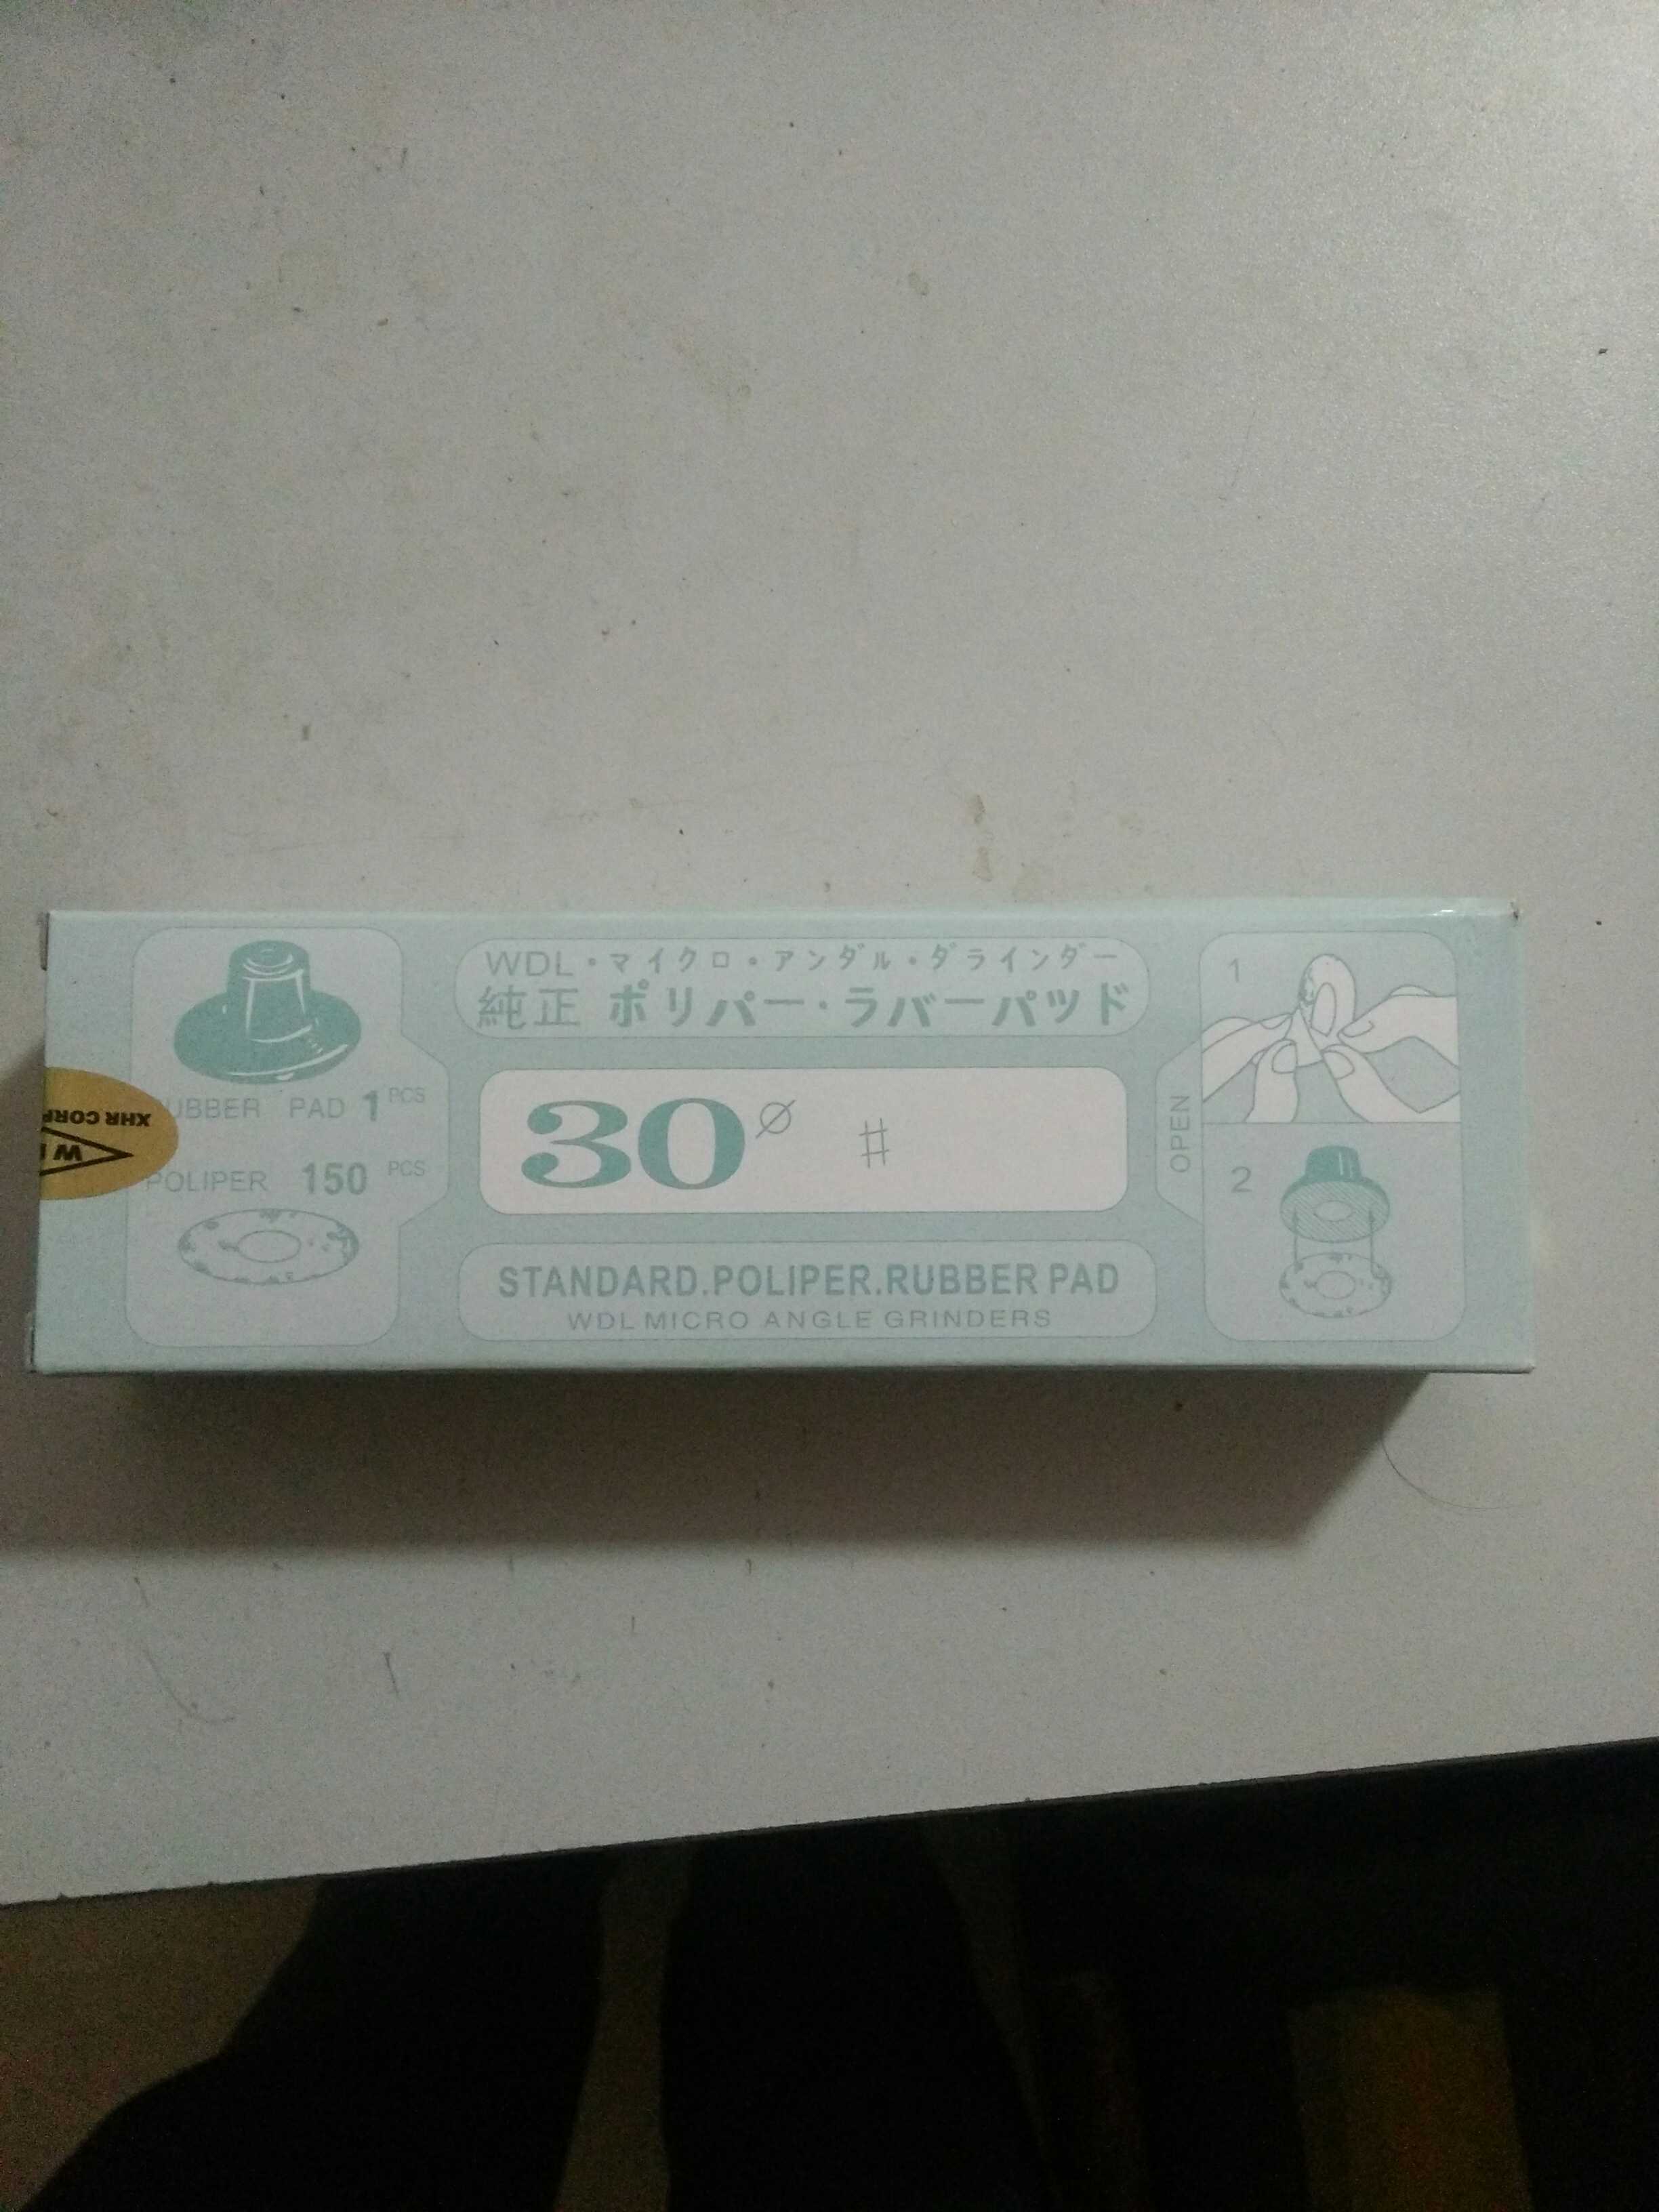 WDL・マイクロ・アンダル・ダラインダー
純正 ポリパー・ラバーパッド
XHR CORP
W
UBBER PAD 1 PCS
POLIPER 150 PCS
30 ø #
STANDARD.POLIPER.RUBBER PAD
WDL MICRO ANGLE GRINDERS
OPEN
1
2